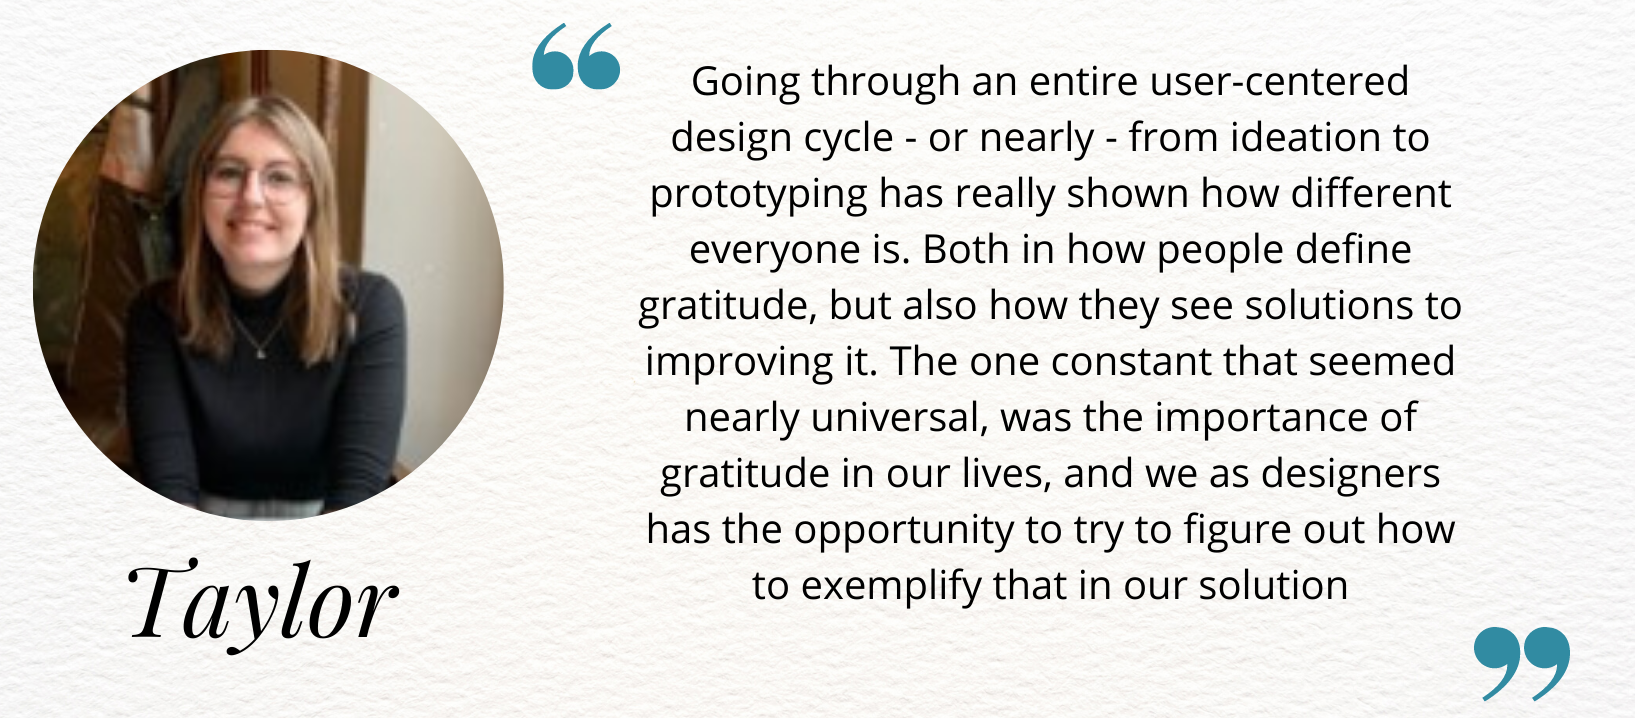 “
Going through an entire user-centered
design cycle - or nearly - from ideation to
prototyping has really shown how different
everyone is. Both in how people define
gratitude, but also how they see solutions to
improving it. The one constant that seemed
nearly universal, was the importance of
gratitude in our lives, and we as designers
has the opportunity to try to figure out how
to exemplify that in our solution
”
Taylor